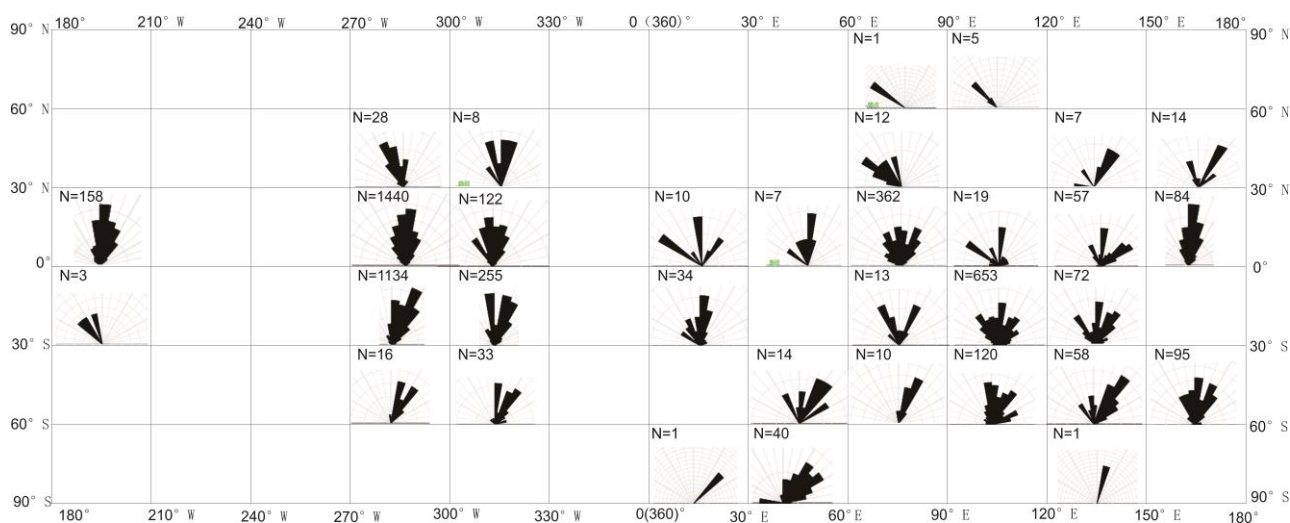 180° 210° W 240° W 270° W 300° W 330° W 0 (360)° 30° E 60° E 90° E 120° E 150° E 180°
90° N 90° N
N=1 N=5
60° N 60° N
N=28 N=8 N=12 N=7 N=14
30° N 30° N
N=158 N=1440 N=122 N=10 N=7 N=362 N=19 N=57 N=84
0° 0°
N=3 N=1134 N=255 N=34 N=13 N=653 N=72
30° S 30° S
N=16 N=33 N=14 N=10 N=120 N=58 N=95
60° S 60° S
N=1 N=40 N=1
90° S 90° S
180° 210° W 240° W 270° W 300° W 330° W 0(360)° 30° E 60° E 90° E 120° E 150° E 180°